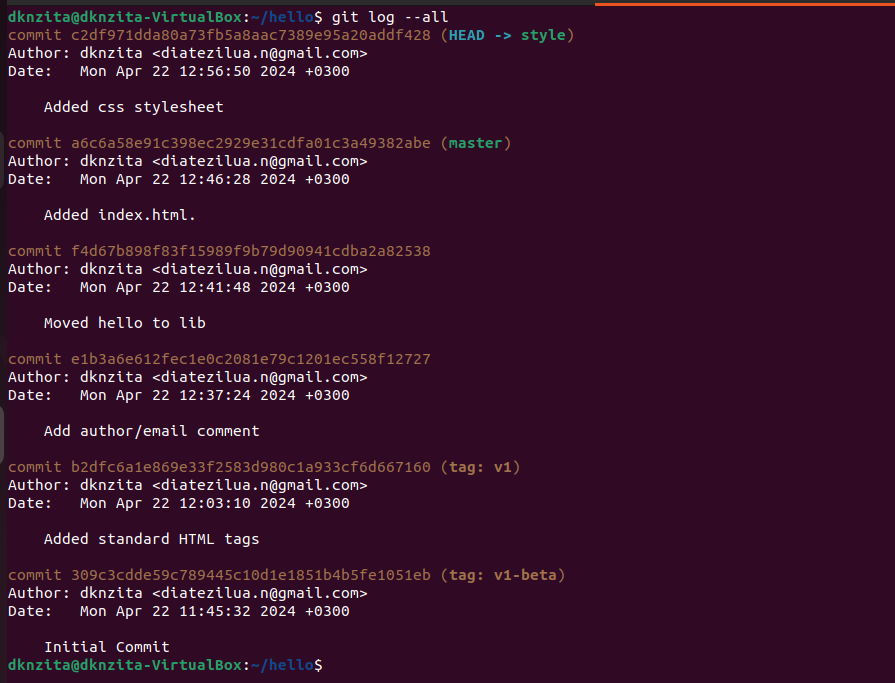 dknzita@dknzita-VirtualBox:~/hello$ git log --all
commit c2df971dda80a73fb5a8aac7389e95a20addf428 (HEAD -> style)
Author: dknzita <diatezilua.n@gmail.com>
Date:   Mon Apr 22 12:56:50 2024 +0300
Added css stylesheet
commit a6c6a58e91c398ec2929e31cdfa01c3a49382abe (master)
Author: dknzita <diatezilua.n@gmail.com>
Date:   Mon Apr 22 12:46:28 2024 +0300
Added index.html.
commit f4d67b898f83f15989f9b79d90941cdba2a82538
Author: dknzita <diatezilua.n@gmail.com>
Date:   Mon Apr 22 12:41:48 2024 +0300
Moved hello to lib
commit e1b3a6e612fec1e0c2081e79c1201ec558f12727
Author: dknzita <diatezilua.n@gmail.com>
Date:   Mon Apr 22 12:37:24 2024 +0300
Add author/email comment
commit b2dfc6a1e869e33f2583d980c1a933cf6d667160 (tag: v1)
Author: dknzita <diatezilua.n@gmail.com>
Date:   Mon Apr 22 12:03:10 2024 +0300
Added standard HTML tags
commit 309c3cdde59c789445c10d1e1851b4b5fe1051eb (tag: v1-beta)
Author: dknzita <diatezilua.n@gmail.com>
Date:   Mon Apr 22 11:45:32 2024 +0300
Initial Commit
dknzita@dknzita-VirtualBox:~/hello$